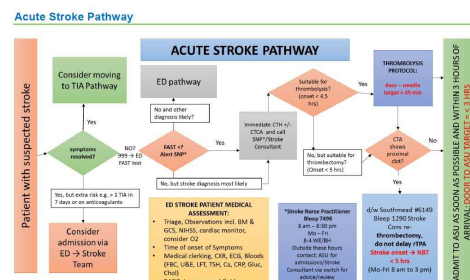 Acute Stroke Pathway
ACUTE STROKE PATHWAY
Patient with suspected stroke
Consider moving
to TIA Pathway
Yes
symptoms
resolved?
NO?
999 → ED
FAST test
Yes, but extra risk e.g. > 1 TIA in
7 days or on anticoagulants
Consider
admission via
ED → Stroke
Team
ED pathway
No and other
diagnosis likely?
FAST +?
Alert SNP*
No, but stroke diagnosis most likely
ED STROKE PATIENT MEDICAL
ASSESSMENT:
• Triage, Observations incl. BM &
GCS, NIHSS, cardiac monitor,
consider O2
• Time of onset of Symptoms
• Medical clerking, CXR, ECG, Bloods
(FBC, U&E, LFT, TSH, Ca, CRP, Gluc,
Chol)
Immediate CTH +/-
CTCA and call
SNP*/Stroke
Consultant
Suitable for
thrombolysis?
(onset < 4.5
hrs)
Yes
No, but suitable for
thrombectomy?
(Onset < 5 hrs)
*Stroke Nurse Practitioner
Bleep 7498
8 am – 8:30 pm
Mo – Fri
8-4 WE/BH
Outside these hours
contact: ASU for
admissions/Stroke
Consultant via switch for
advice/review
THROMBOLYSIS
PROTOCOL:
door – needle
target < 45 min
CTA
shows
proximal
clot?
No
Yes
d/w Southmead #6149
Bleep 1290 Stroke
Cons re-
thrombectomy,
do not delay rTPA
Stroke onset → NBT
< 5 hrs
(Mo-Fri 8 am to 3 pm)
ADMIT TO ASU AS SOON AS POSSIBLE AND WITHIN 3 HOURS OF
ARRIVAL: DOOR TO ASU TARGET = < 3 HRS